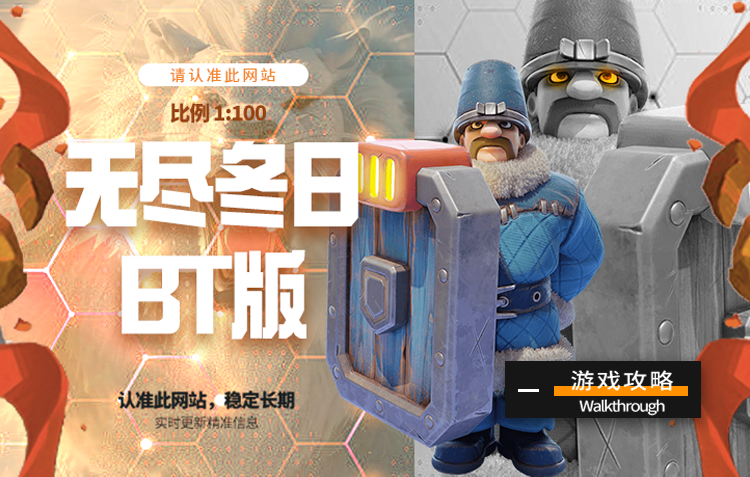 请认准此网站
比例 1:100
无尽冬日
BT版
认准此网站，稳定长期
实时更新精准信息
游戏攻略
Walkthrough